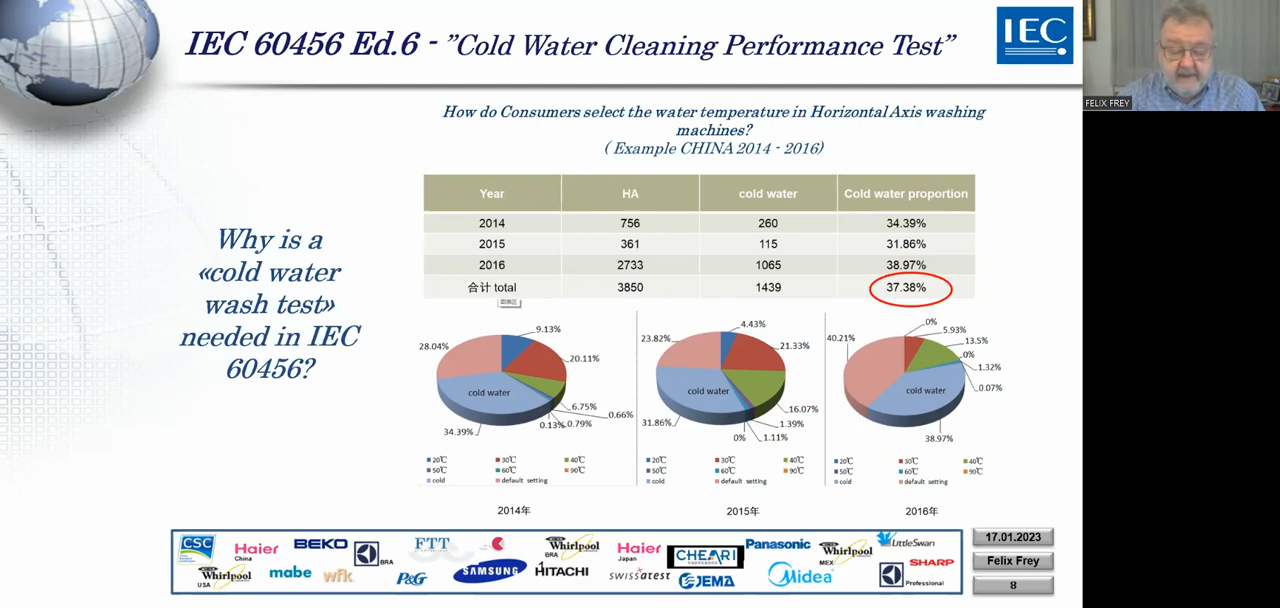 IEC 60456 Ed.6 - ”Cold Water Cleaning Performance Test”
IEC
FELIX FREY
How do Consumers select the water temperature in Horizontal Axis washing
machines?
( Example CHINA 2014 - 2016)
Why is a
«cold water
wash test»
needed in IEC
60456?
Year HA cold water Cold water proportion
2014 756 260 34.39%
2015 361 115 31.86%
2016 2733 1065 38.97%
合计 total 3850 1439 37.38%
9.13%
28.04%
20.11%
cold water
6.75%
0.66%
0.79%
0.13%
34.39%
20℃ 30℃ 40℃
50℃ 60℃ 90℃
cold default setting
2014年
4.43%
23.82%
21.33%
cold water
16.07%
1.39%
1.11%
0%
31.86%
20℃ 30℃ 40℃
50℃ 60℃ 90℃
cold default setting
2015年
0%
5.93%
40.21%
13.5%
0%
1.32%
0.07%
cold water
38.97%
20℃ 30℃ 40℃
50℃ 60℃ 90℃
cold default setting
2016年
CSC Haier China BEKO BRA FTT Whirlpool BRA Haier Japan CHEARI Panasonic Whirlpool MEX LittleSwan
Whirlpool USA mabe wfk P&G SAMSUNG HITACHI SWISSATEST JEMA Midea Professional SHARP
17.01.2023
Felix Frey
8